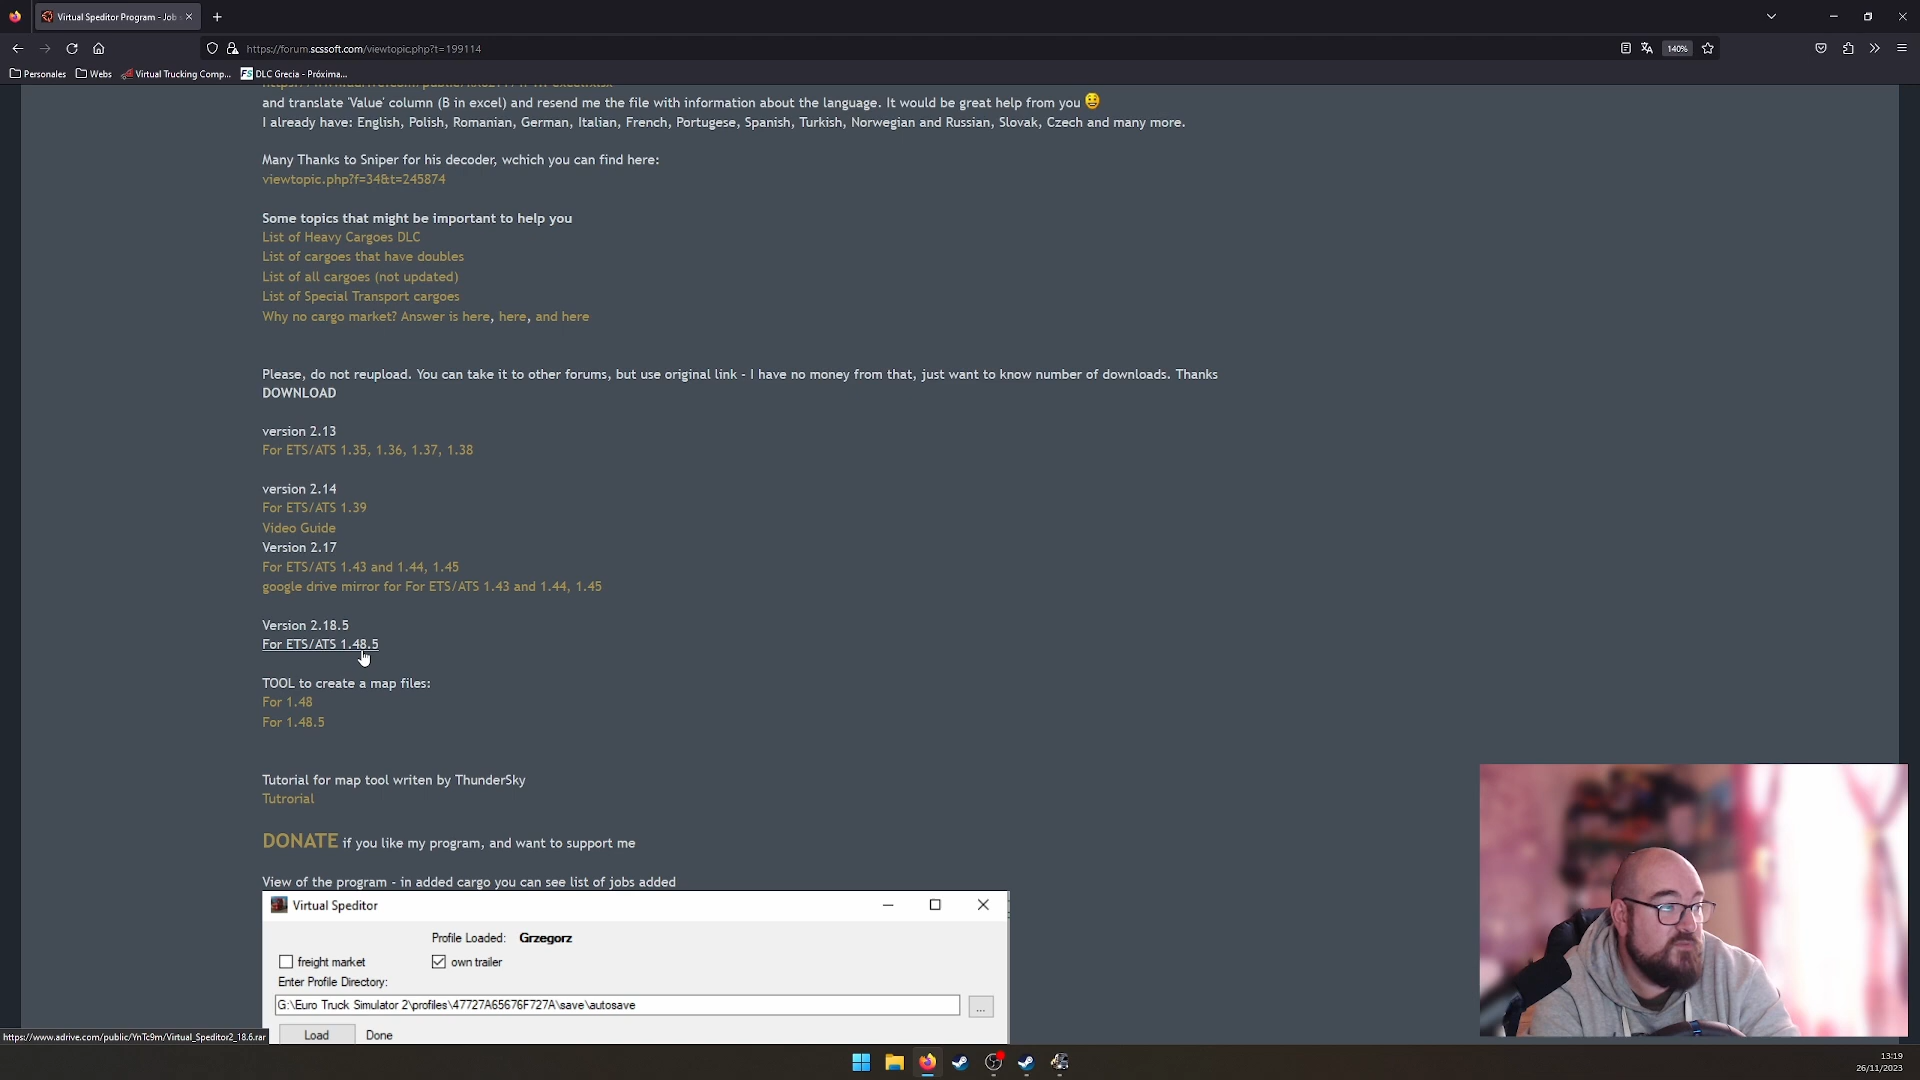 Virtual Speditor Program - Job
https://forum.scssoft.com/viewtopic.php?t=199114
140%
Personales
Webs
Virtual Trucking Comp...
FS DLC Grecia - Próxima...
and translate 'Value' column (B in excel) and resend me the file with information about the language. It would be great help from you
I already have: English, Polish, Romanian, German, Italian, French, Portugese, Spanish, Turkish, Norwegian and Russian, Slovak, Czech and many more.
Many Thanks to Sniper for his decoder, wchich you can find here:
viewtopic.php?f=34&t=245874
Some topics that might be important to help you
List of Heavy Cargoes DLC
List of cargoes that have doubles
List of all cargoes (not updated)
List of Special Transport cargoes
Why no cargo market? Answer is here, here, and here
Please, do not reupload. You can take it to other forums, but use original link - I have no money from that, just want to know number of downloads. Thanks
DOWNLOAD
version 2.13
For ETS/ATS 1.35, 1.36, 1.37, 1.38
version 2.14
For ETS/ATS 1.39
Video Guide
Version 2.17
For ETS/ATS 1.43 and 1.44, 1.45
google drive mirror for For ETS/ATS 1.43 and 1.44, 1.45
Version 2.18.5
For ETS/ATS 1.48.5
TOOL to create a map files:
For 1.48
For 1.48.5
Tutorial for map tool writen by ThunderSky
Tutrorial
DONATE if you like my program, and want to support me
View of the program - in added cargo you can see list of jobs added
Virtual Speditor
Profile Loaded: Grzegorz
freight market
own trailer
Enter Profile Directory:
G:\Euro Truck Simulator 2\profiles\47727A65676F727A\save\autosave
...
Load
Done
https://www.adrive.com/public/YnTc9m/Virtual_Speditor2_18.6.rar
13:19
26/11/2023